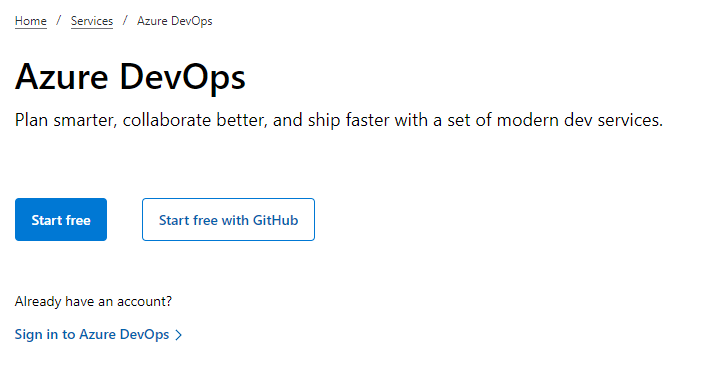 Home / Services / Azure DevOps
Azure DevOps
Plan smarter, collaborate better, and ship faster with a set of modern dev services.
Start free Start free with GitHub
Already have an account?
Sign in to Azure DevOps >